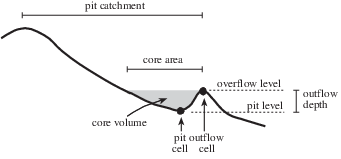 pit catchment
core area
overflow level
outflow
depth
pit level
core volume
pit outflow
cell cell